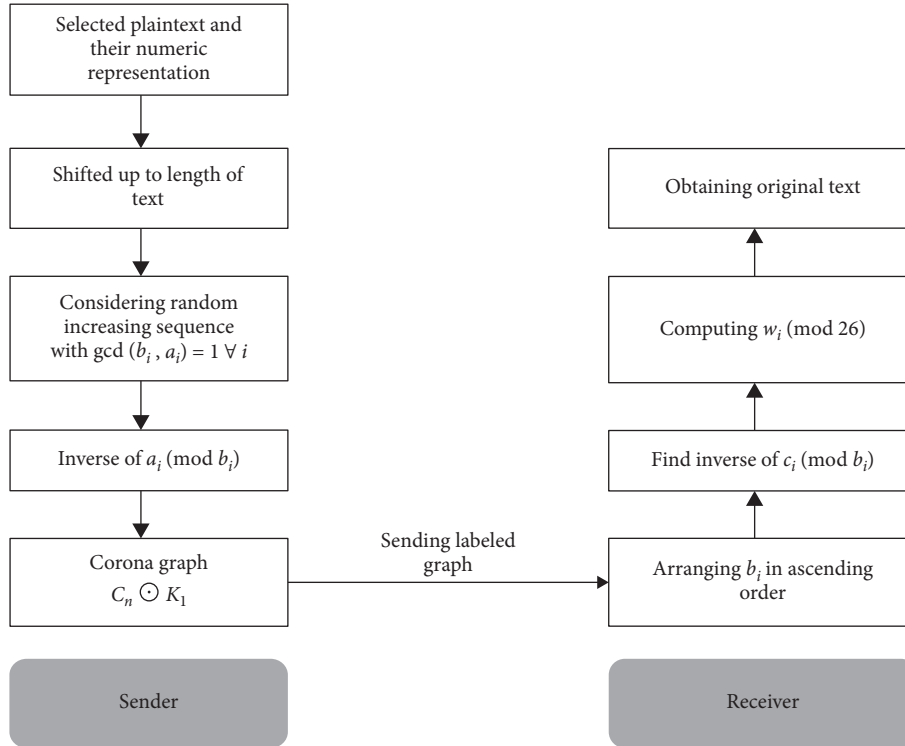 Selected plaintext and
their numeric
representation
Shifted up to length of
text
Considering random
increasing sequence
with gcd (b_i , a_i) = 1 ∀ i
Inverse of a_i (mod b_i)
Corona graph
C_n ⊙ K_1
Sender
Sending labeled
graph
Obtaining original text
Computing w_i (mod 26)
Find inverse of c_i (mod b_i)
Arranging b_i in ascending
order
Receiver